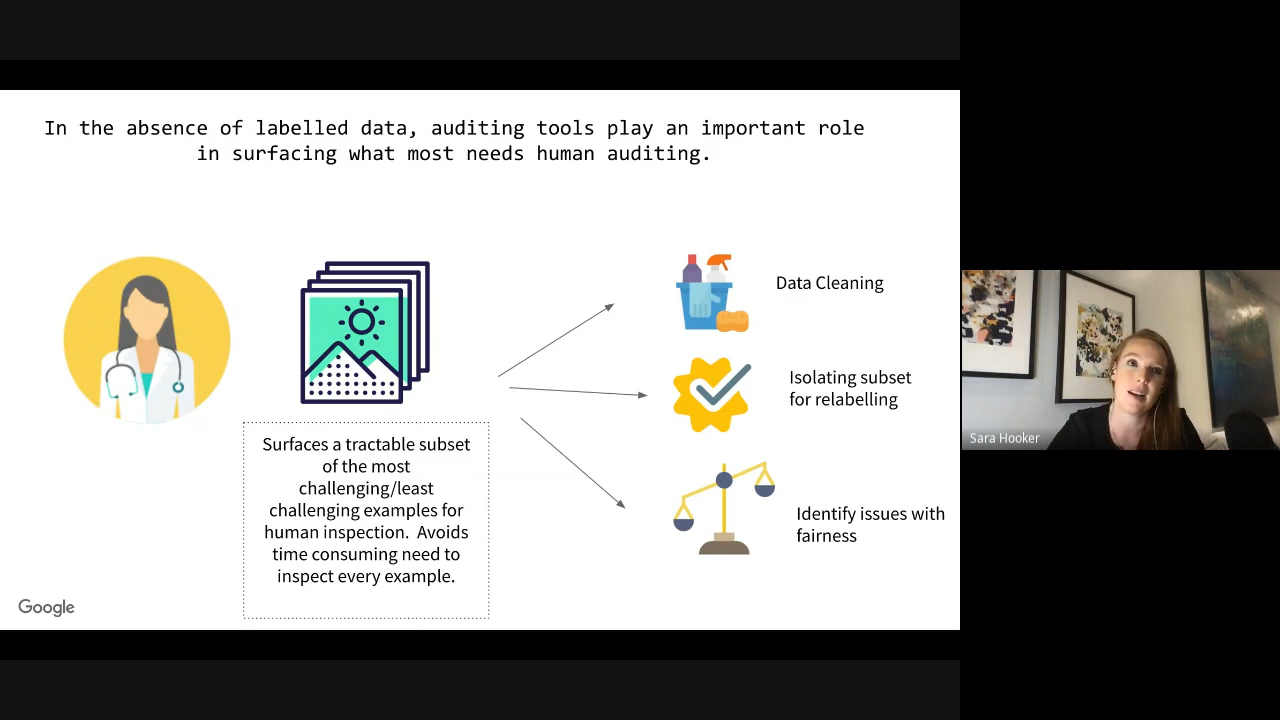 In the absence of labelled data, auditing tools play an important role
in surfacing what most needs human auditing.
Data Cleaning
Isolating subset
for relabelling
Surfaces a tractable subset
of the most
challenging/least
challenging examples for
human inspection.  Avoids
time consuming need to
inspect every example.
Identify issues with
fairness
Google
Sara Hooker